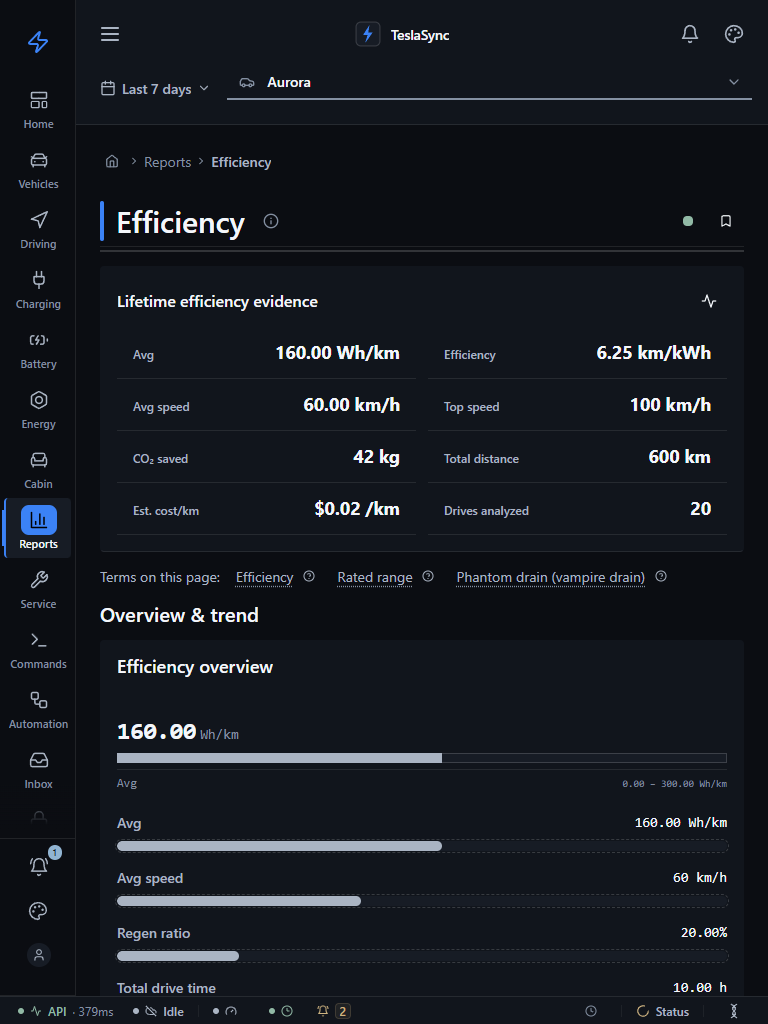 TeslaSync
Last 7 days
Aurora
Home
Vehicles
Driving
Charging
Battery
Energy
Cabin
Reports
Service
Commands
Automation
Inbox
1
Reports
Efficiency
Efficiency
Lifetime efficiency evidence
Avg 160.00 Wh/km
Efficiency 6.25 km/kWh
Avg speed 60.00 km/h
Top speed 100 km/h
CO₂ saved 42 kg
Total distance 600 km
Est. cost/km $0.02 /km
Drives analyzed 20
Terms on this page: Efficiency Rated range Phantom drain (vampire drain)
Overview & trend
Efficiency overview
160.00 Wh/km
Avg 0.00 – 300.00 Wh/km
Avg 160.00 Wh/km
Avg speed 60 km/h
Regen ratio 20.00%
Total drive time 10.00 h
API · 379ms Idle 2 Status